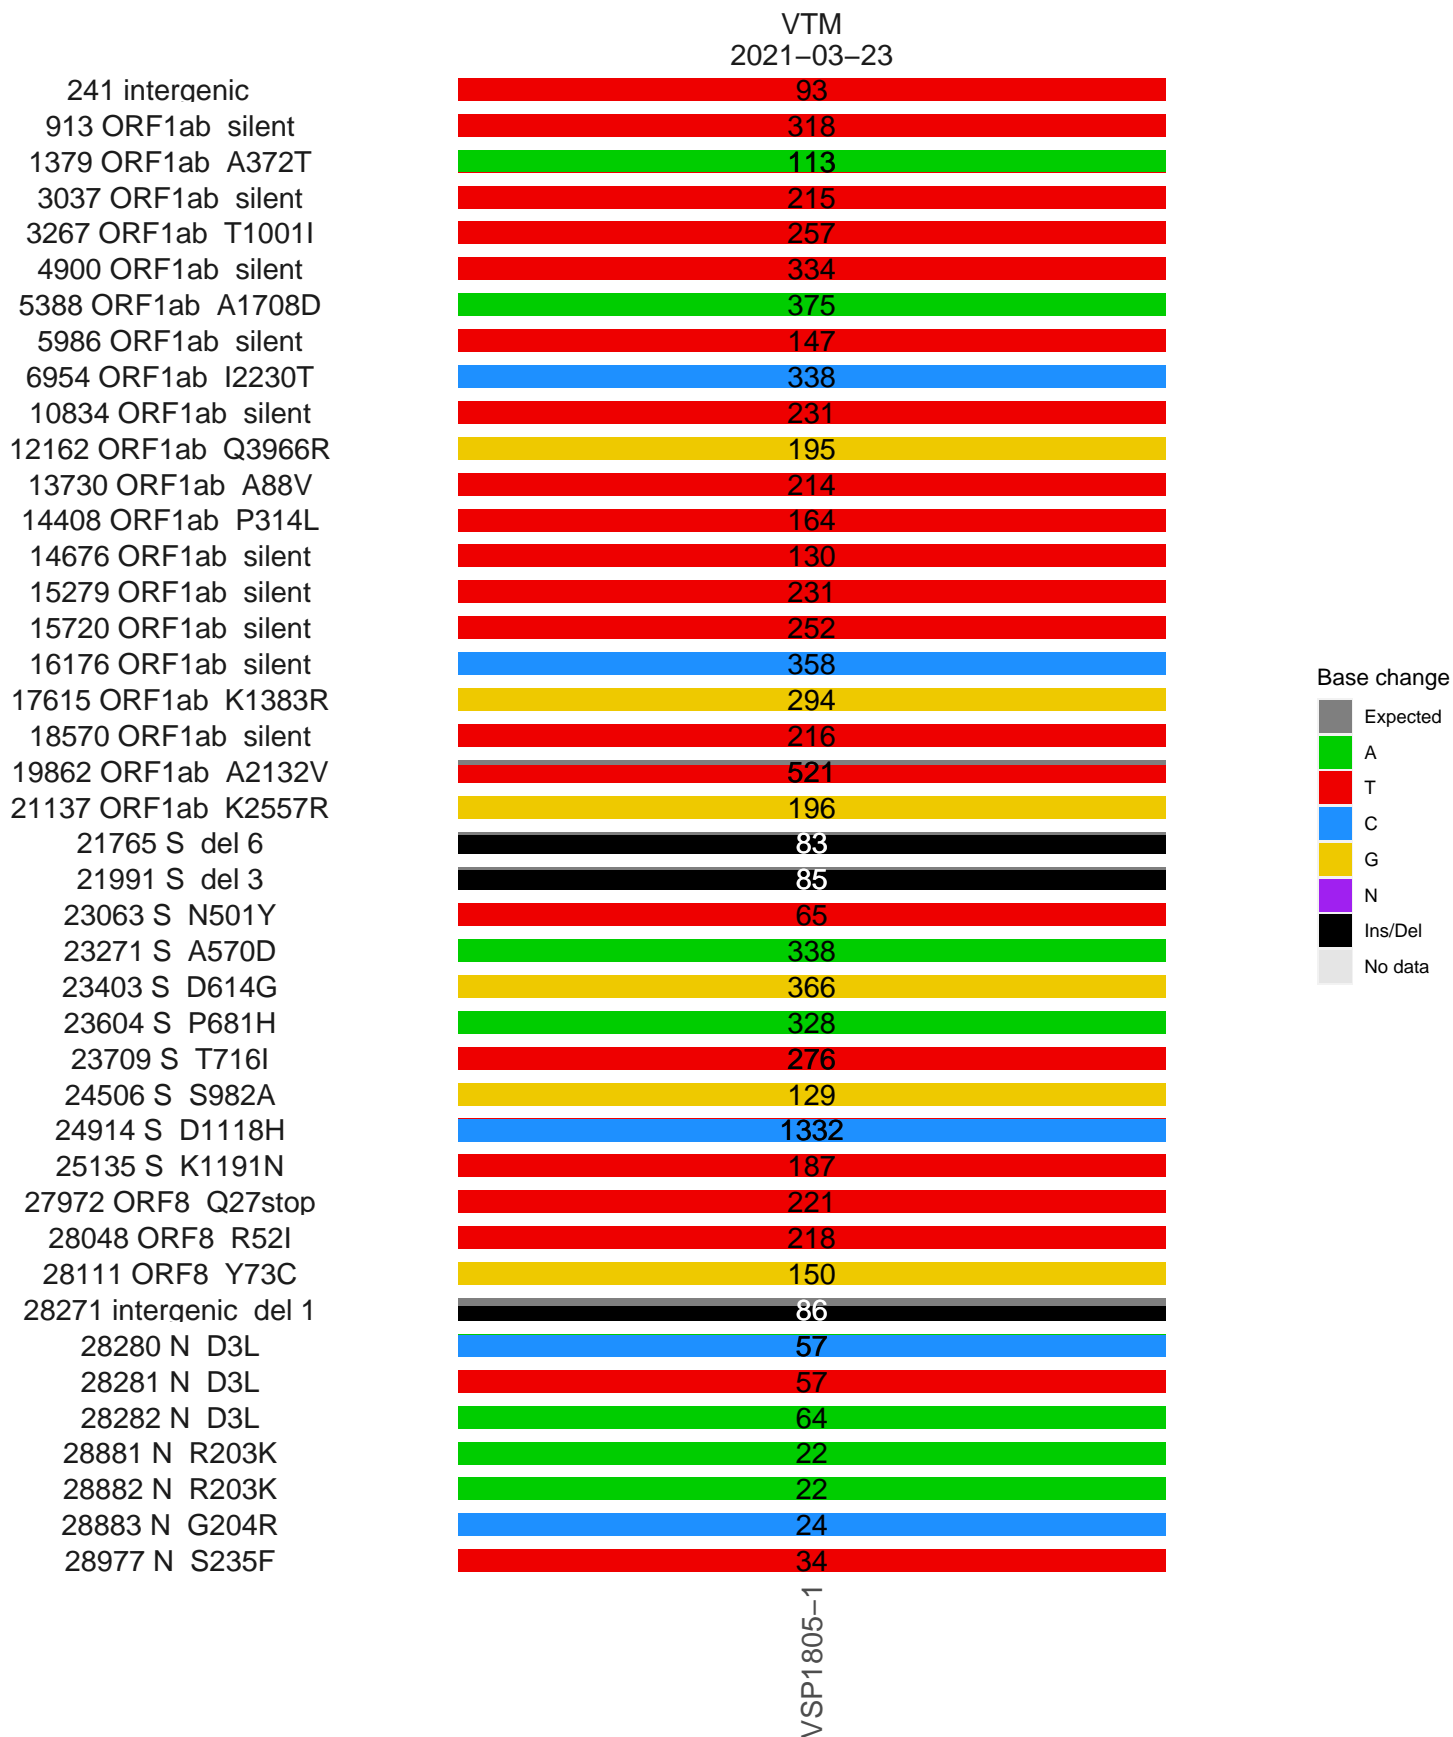 VTM
2021−03−23
241 intergenic 93
913 ORF1ab silent 318
1379 ORF1ab A372T 113
3037 ORF1ab silent 215
3267 ORF1ab T1001I 257
4900 ORF1ab silent 334
5388 ORF1ab A1708D 375
5986 ORF1ab silent 147
6954 ORF1ab I2230T 338
10834 ORF1ab silent 231
12162 ORF1ab Q3966R 195
13730 ORF1ab A88V 214
14408 ORF1ab P314L 164
14676 ORF1ab silent 130
15279 ORF1ab silent 231
15720 ORF1ab silent 252
16176 ORF1ab silent 358
17615 ORF1ab K1383R 294
18570 ORF1ab silent 216
19862 ORF1ab A2132V 521
21137 ORF1ab K2557R 196
21765 S del 6 83
21991 S del 3 85
23063 S N501Y 65
23271 S A570D 338
23403 S D614G 366
23604 S P681H 328
23709 S T716I 276
24506 S S982A 129
24914 S D1118H 1332
25135 S K1191N 187
27972 ORF8 Q27stop 221
28048 ORF8 R52I 218
28111 ORF8 Y73C 150
28271 intergenic del 1 86
28280 N D3L 57
28281 N D3L 57
28282 N D3L 64
28881 N R203K 22
28882 N R203K 22
28883 N G204R 24
28977 N S235F 34
VSP1805−1
Base change
Expected
A
T
C
G
N
Ins/Del
No data